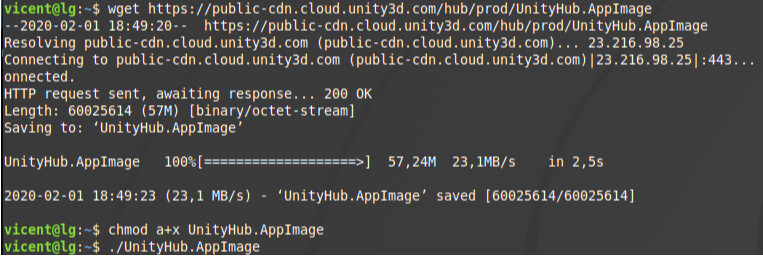 vicent@lg:~$ wget https://public-cdn.cloud.unity3d.com/hub/prod/UnityHub.AppImage
--2020-02-01 18:49:20--  https://public-cdn.cloud.unity3d.com/hub/prod/UnityHub.AppImage
Resolving public-cdn.cloud.unity3d.com (public-cdn.cloud.unity3d.com)... 23.216.98.25
Connecting to public-cdn.cloud.unity3d.com (public-cdn.cloud.unity3d.com)|23.216.98.25|:443...
onnected.
HTTP request sent, awaiting response... 200 OK
Length: 60025614 (57M) [binary/octet-stream]
Saving to: ‘UnityHub.AppImage’
UnityHub.AppImage   100%[===================>]  57,24M  23,1MB/s    in 2,5s
2020-02-01 18:49:23 (23,1 MB/s) - ‘UnityHub.AppImage’ saved [60025614/60025614]
vicent@lg:~$ chmod a+x UnityHub.AppImage
vicent@lg:~$ ./UnityHub.AppImage